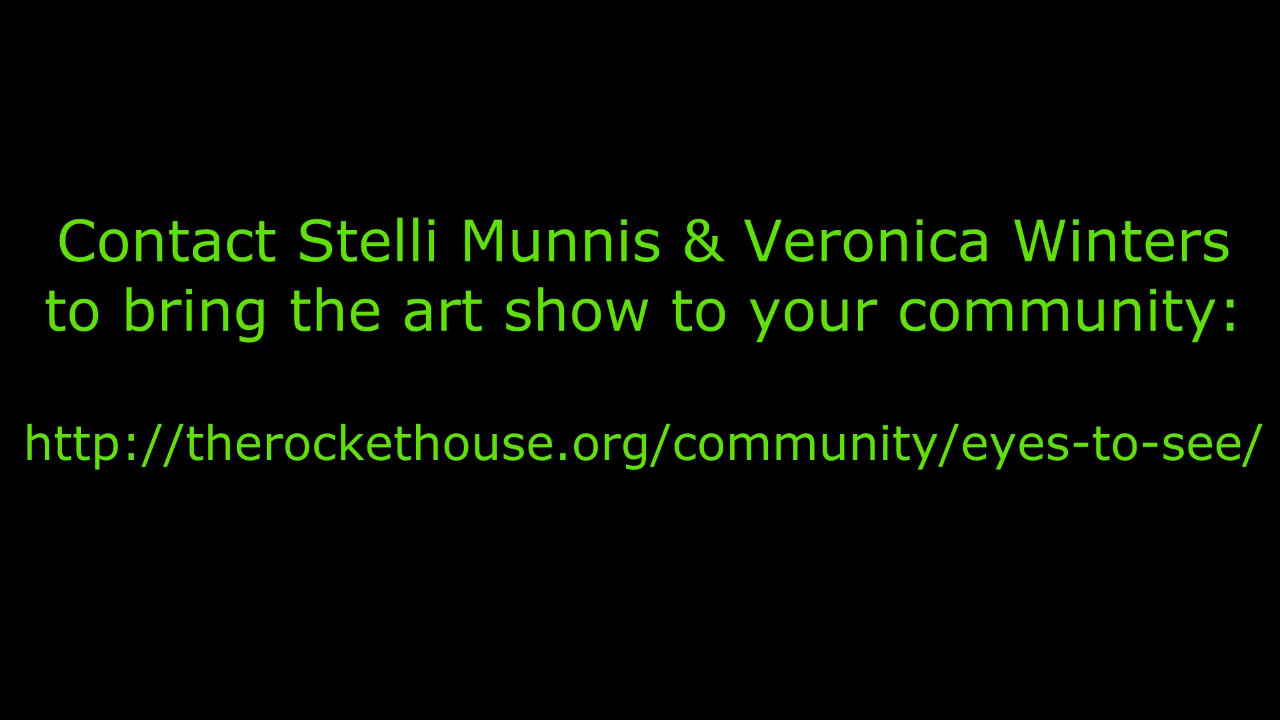 Contact Stelli Munnis & Veronica Winters
to bring the art show to your community:
http://therockethouse.org/community/eyes-to-see/